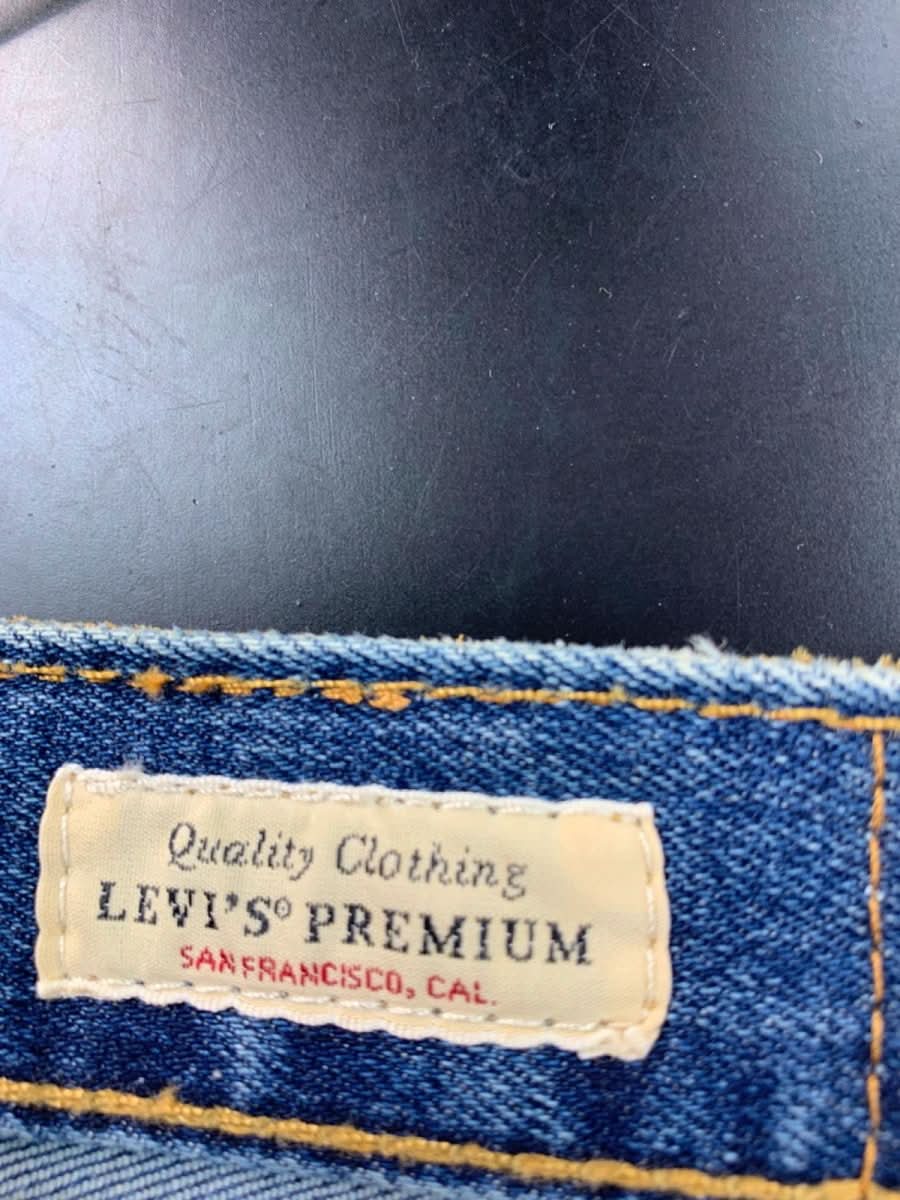 Quality Clothing
LEVI'S® PREMIUM
SAN FRANCISCO, CAL.